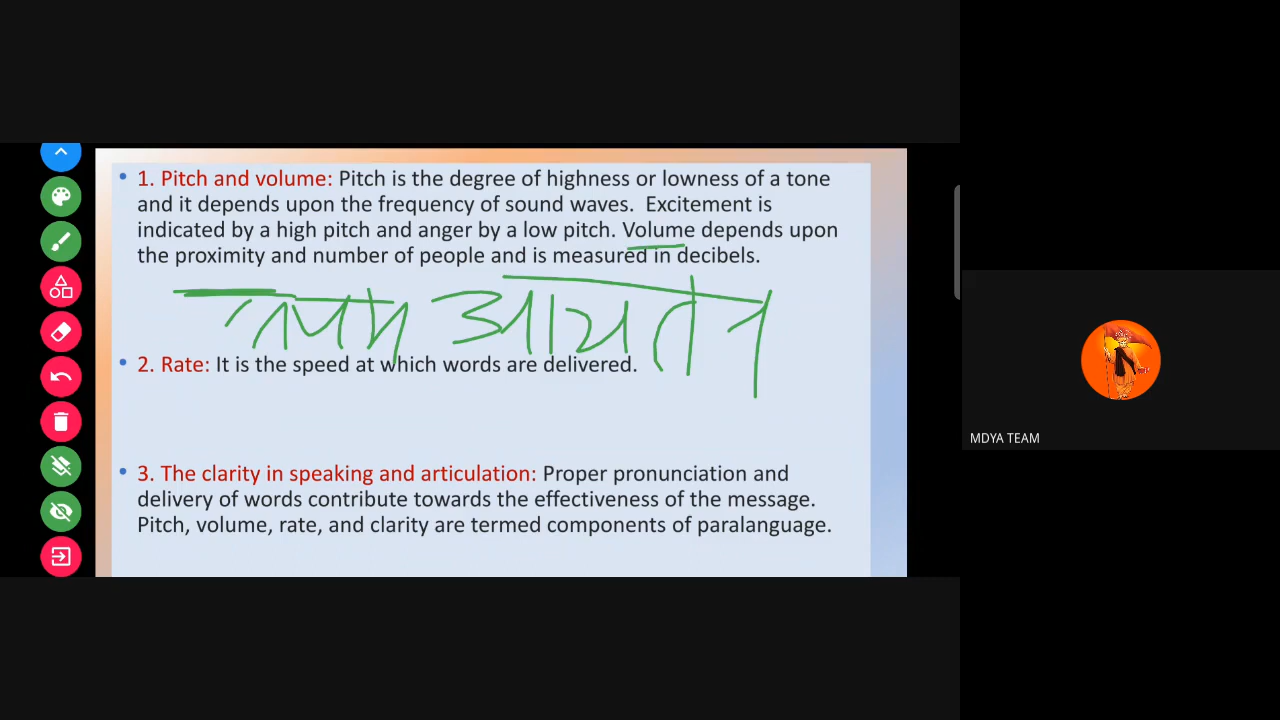 1. Pitch and volume: Pitch is the degree of highness or lowness of a tone
and it depends upon the frequency of sound waves. Excitement is
indicated by a high pitch and anger by a low pitch. Volume depends upon
the proximity and number of people and is measured in decibels.
आयतन
2. Rate: It is the speed at which words are delivered.
3. The clarity in speaking and articulation: Proper pronunciation and
delivery of words contribute towards the effectiveness of the message.
Pitch, volume, rate, and clarity are termed components of paralanguage.
MDYA TEAM